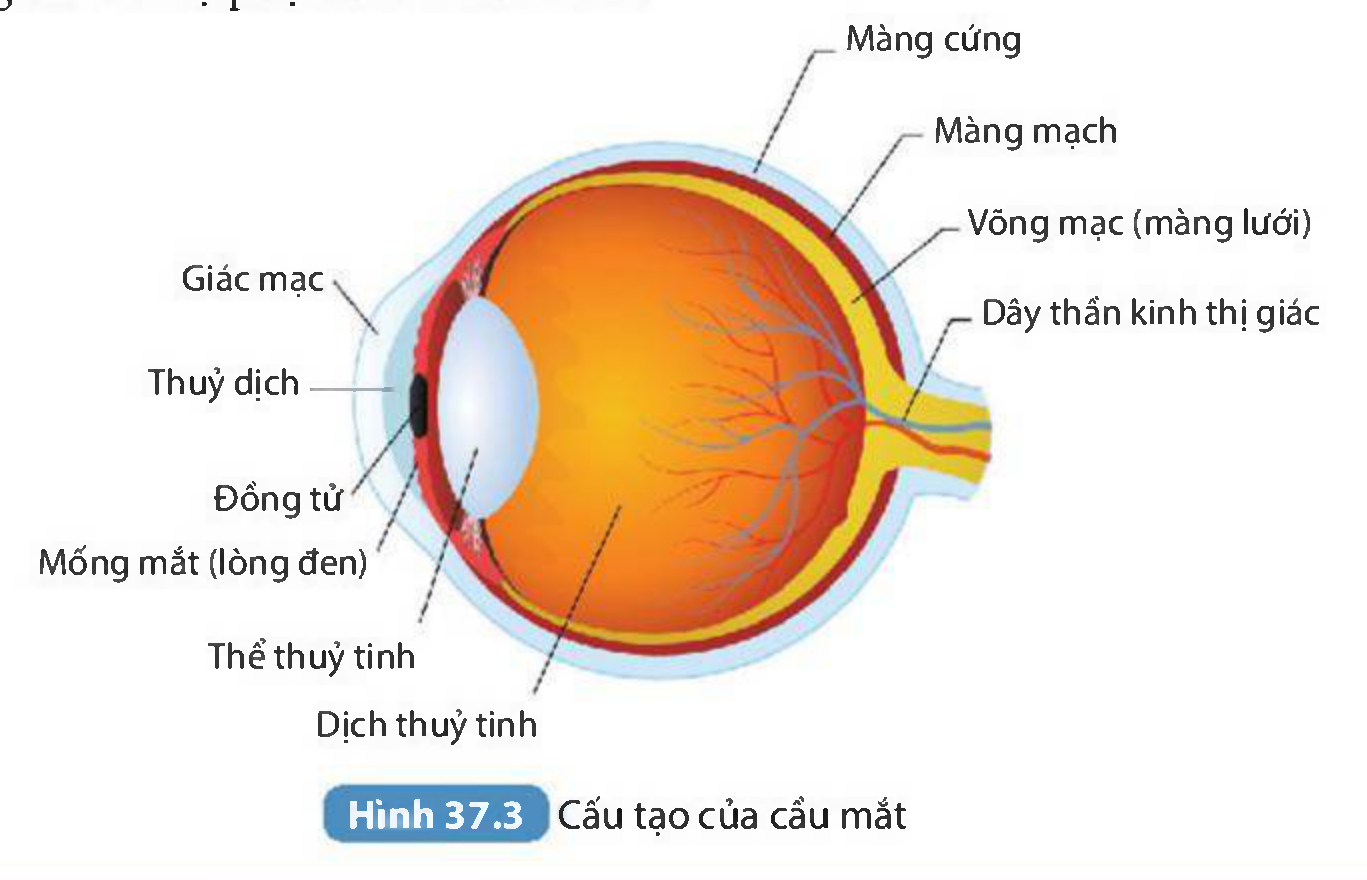 Màng cứng
Màng mạch
Võng mạc (màng lưới)
Giác mạc
Dây thần kinh thị giác
Thuỷ dịch
Đồng tử
Mống mắt (lòng đen)
Thể thuỷ tinh
Dịch thuỷ tinh
Hình 37.3 Cấu tạo của cầu mắt